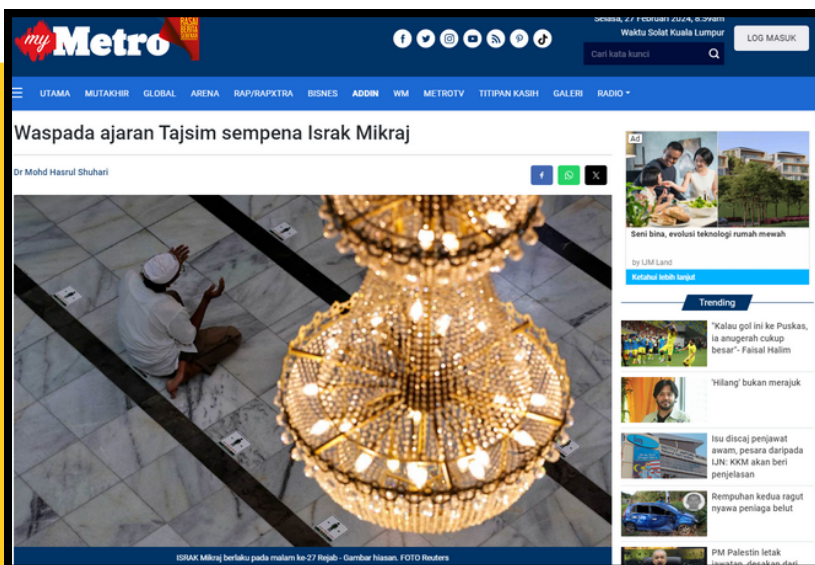 Selasa, 27 Februari 2024, 8:59am
my Metro
RASAI
BERITA
SEBENAR
Waktu Solat Kuala Lumpur
LOG MASUK
Cari kata kunci
UTAMA MUTAKHIR GLOBAL ARENA RAP/RAPXTRA BISNES ADDIN WM METROTV TITIPAN KASIH GALERI RADIO
Waspada ajaran Tajsim sempena Israk Mikraj
Dr Mohd Hasrul Shuhari
ISRAK Mikraj berlaku pada malam ke-27 Rejab - Gambar hiasan. FOTO Reuters
Ad
Seni bina, evolusi teknologi rumah mewah
by IJM Land
Ketahui lebih lanjut
Trending
"Kalau gol ini ke Puskas,
ia anugerah cukup
besar"- Faisal Halim
'Hilang' bukan merajuk
Isu discaj penjawat
awam, pesara daripada
IJN: KKM akan beri
penjelasan
Rempuhan kedua ragut
nyawa peniaga belut
PM Palestin letak
jawatan, desakan dari